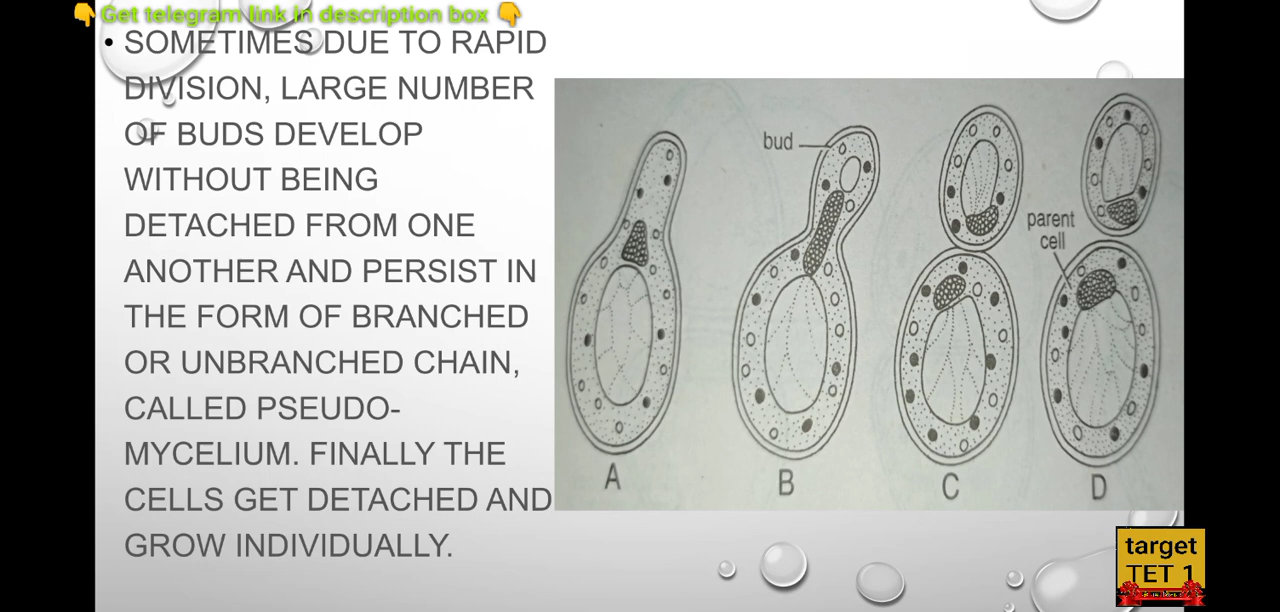 👇 Get telegram link in description box 👇
• SOMETIMES DUE TO RAPID
DIVISION, LARGE NUMBER
OF BUDS DEVELOP
WITHOUT BEING
DETACHED FROM ONE
ANOTHER AND PERSIST IN
THE FORM OF BRANCHED
OR UNBRANCHED CHAIN,
CALLED PSEUDO-
MYCELIUM. FINALLY THE
CELLS GET DETACHED AND
GROW INDIVIDUALLY.
bud
parent
cell
A
B
C
D
target
TET 1